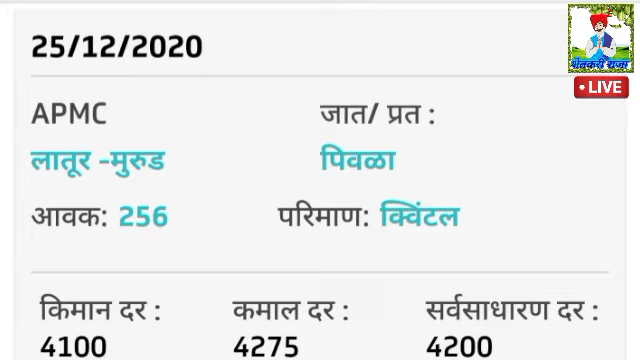 25/12/2020
शेतकरी राजा
LIVE
APMC जात/ प्रत :
लातूर -मुरुड पिवळा
आवक: 256 परिमाण: क्विंटल
किमान दर : कमाल दर : सर्वसाधारण दर :
4100 4275 4200